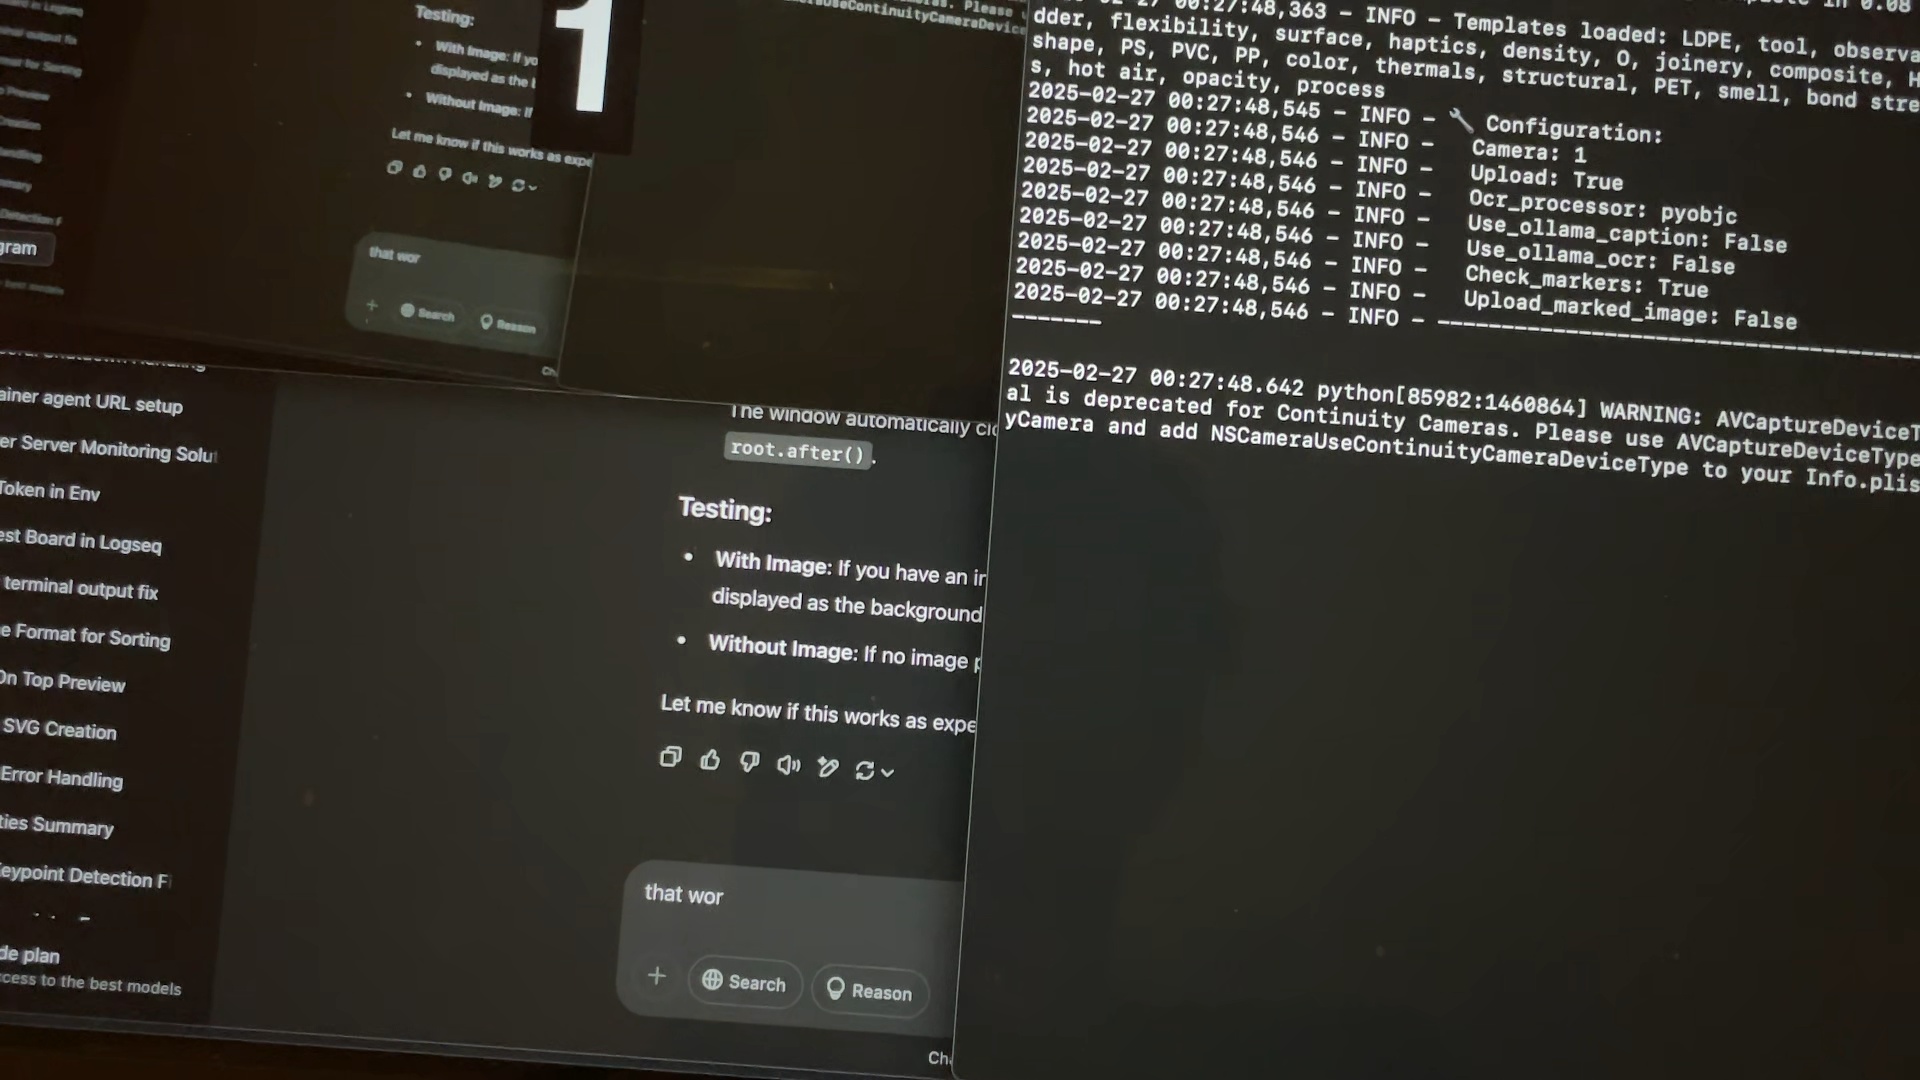 Testing:
With Image: If yo
displayed as the
Without Image: If
Let me know if this works as expe
that wor
+ Search Reason
Ch
1
gram
00:27:48,363 – INFO – Templates loaded: LDPE, tool, observa
dder, flexibility, surface, haptics, density, O, joinery, composite, H
shape, PS, PVC, PP, color, thermals, structural, PET, smell, bond stre
s, hot air, opacity, process
2025-02-27 00:27:48,545 – INFO – 🔧 Configuration:
2025-02-27 00:27:48,546 – INFO – Camera: 1
2025-02-27 00:27:48,546 – INFO – Upload: True
2025-02-27 00:27:48,546 – INFO – Ocr_processor: pyobjc
2025-02-27 00:27:48,546 – INFO – Use_ollama_caption: False
2025-02-27 00:27:48,546 – INFO – Use_ollama_ocr: False
2025-02-27 00:27:48,546 – INFO – Check_markers: True
2025-02-27 00:27:48,546 – INFO – Upload_marked_image: False
2025-02-27 00:27:48,546 – INFO – ----------------------------------------
-------
2025-02-27 00:27:48.642 python[85982:1460864] WARNING: AVCaptureDeviceT
al is deprecated for Continuity Cameras. Please use AVCaptureDeviceType
yCamera and add NSCameraUseContinuityCameraDeviceType to your Info.plis
ainer agent URL setup
er Server Monitoring Solut
Token in Env
est Board in Logseq
terminal output fix
e Format for Sorting
On Top Preview
SVG Creation
Error Handling
ties Summary
eypoint Detection F
de plan
cess to the best models
The window automatically clo
root.after().
Testing:
• With Image: If you have an im
displayed as the background
• Without Image: If no image p
Let me know if this works as expe
that wor
+ Search Reason
Ch